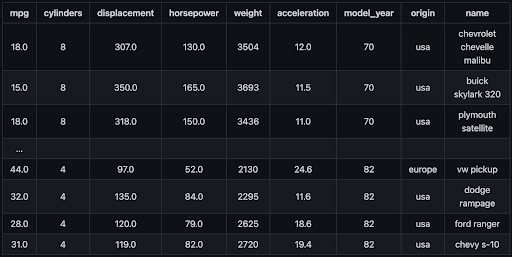 mpg cylinders displacement horsepower weight acceleration model_year origin name
18.0 8 307.0 130.0 3504 12.0 70 usa chevrolet chevelle malibu
15.0 8 350.0 165.0 3693 11.5 70 usa buick skylark 320
18.0 8 318.0 150.0 3436 11.0 70 usa plymouth satellite
...
44.0 4 97.0 52.0 2130 24.6 82 europe vw pickup
32.0 4 135.0 84.0 2295 11.6 82 usa dodge rampage
28.0 4 120.0 79.0 2625 18.6 82 usa ford ranger
31.0 4 119.0 82.0 2720 19.4 82 usa chevy s-10